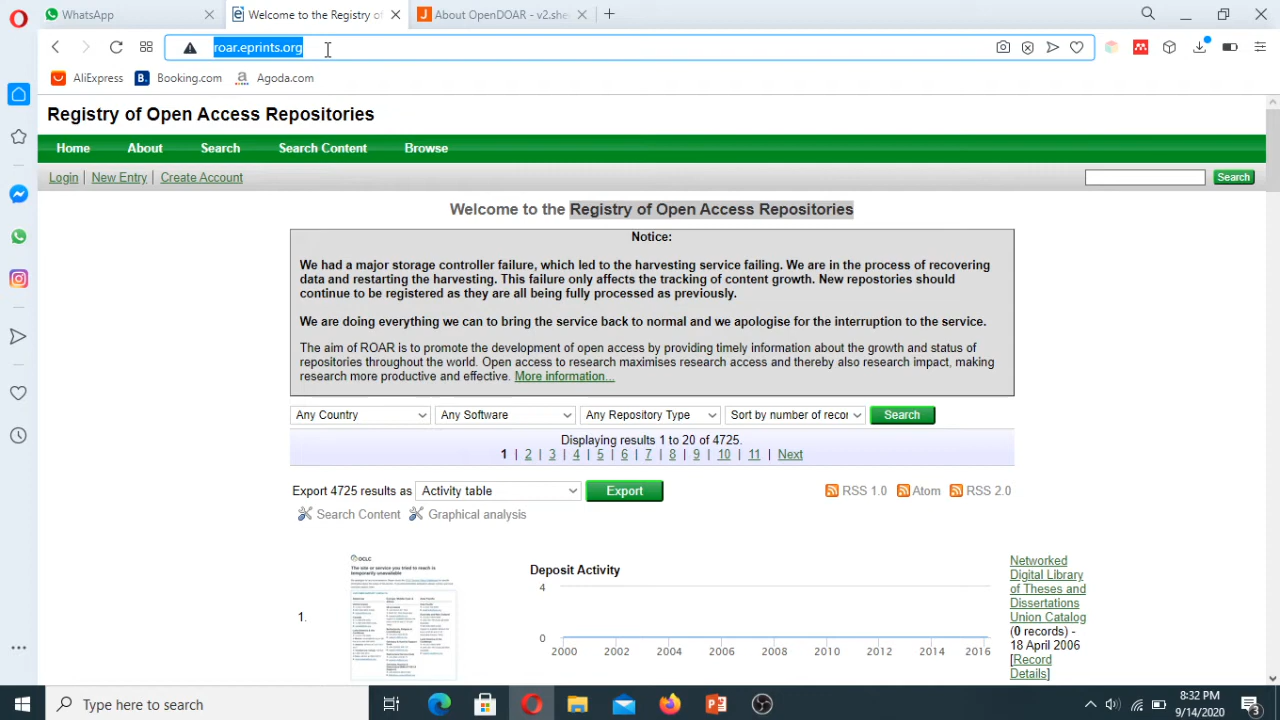 WhatsApp
Welcome to the Registry of
About OpenDOAR - v2.she
roar.eprints.org
AliExpress
Booking.com
Agoda.com
Registry of Open Access Repositories
Home
About
Search
Search Content
Browse
Login | New Entry | Create Account
Search
Welcome to the Registry of Open Access Repositories
Notice:
We had a major storage controller failure, which led to the harvesting service failing. We are in the process of recovering
data and restarting the harvesting. This failure only affects the tracking of content growth. New repostories should
continue to be registered as they are all being fully processed as previously.
We are doing everything we can to bring the service back to normal and we apologise for the interruption to the service.
The aim of ROAR is to promote the development of open access by providing timely information about the growth and status of
repositories throughout the world. Open access to research maximises research access and thereby also research impact, making
research more productive and effective. More information...
Any Country
Any Software
Any Repository Type
Sort by number of recor
Search
Displaying results 1 to 20 of 4725.
1 | 2 | 3 | 4 | 5 | 6 | 7 | 8 | 9 | 10 | 11 | Next
Export 4725 results as
Activity table
Export
RSS 1.0
Atom
RSS 2.0
Search Content
Graphical analysis
1.
OCLC
The site or service you tried to reach is
temporarily unavailable
Deposit Activity
4
0
2000
2002
2004
2006
2008
2010
2012
2014
2016
Networked
Digital Library
of Theses and
Dissertations
Union Catalog
(0 records) -
18 April 2006
[Record
Details]
Type here to search
8:32 PM
9/14/2020
3